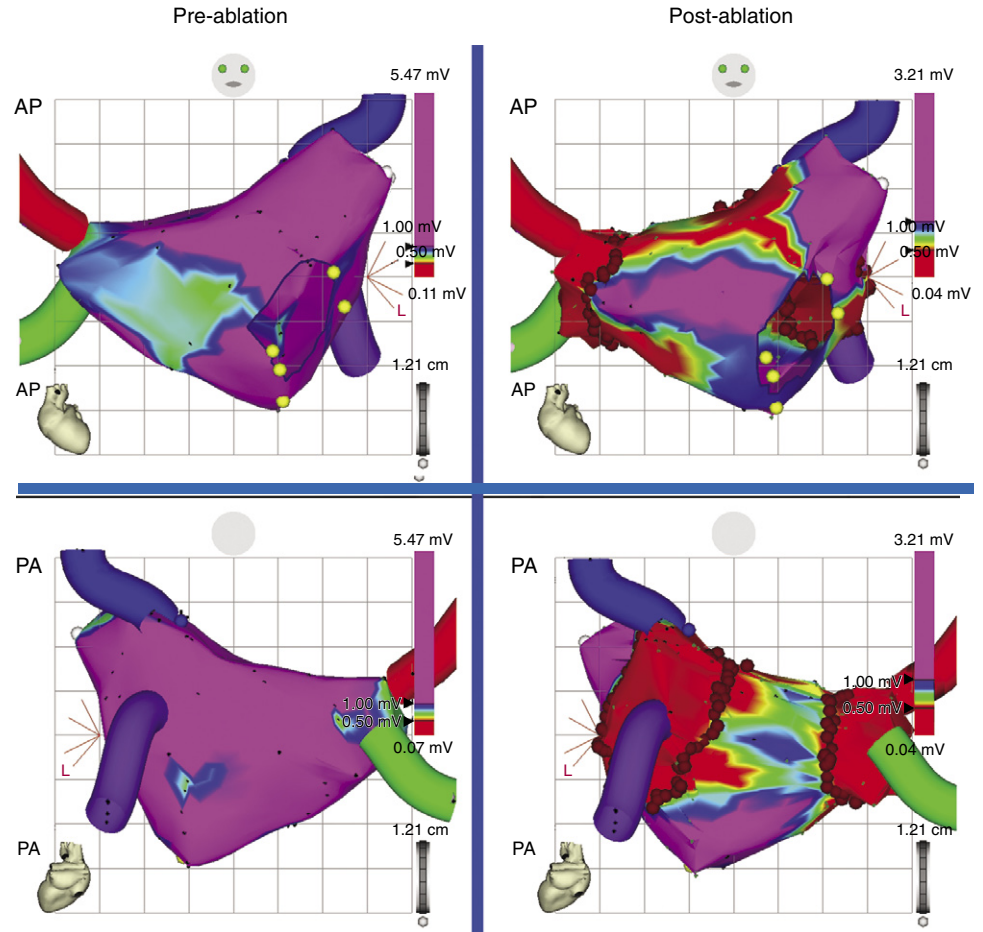 Pre-ablation
Post-ablation
AP
5.47 mV
1.00 mV
0.50 mV
0.11 mV
L
1.21 cm
AP
AP
3.21 mV
1.00 mV
0.50 mV
0.04 mV
L
1.21 cm
AP
PA
5.47 mV
1.00 mV
0.50 mV
0.07 mV
L
1.21 cm
PA
PA
3.21 mV
1.00 mV
0.50 mV
0.04 mV
L
1.21 cm
PA